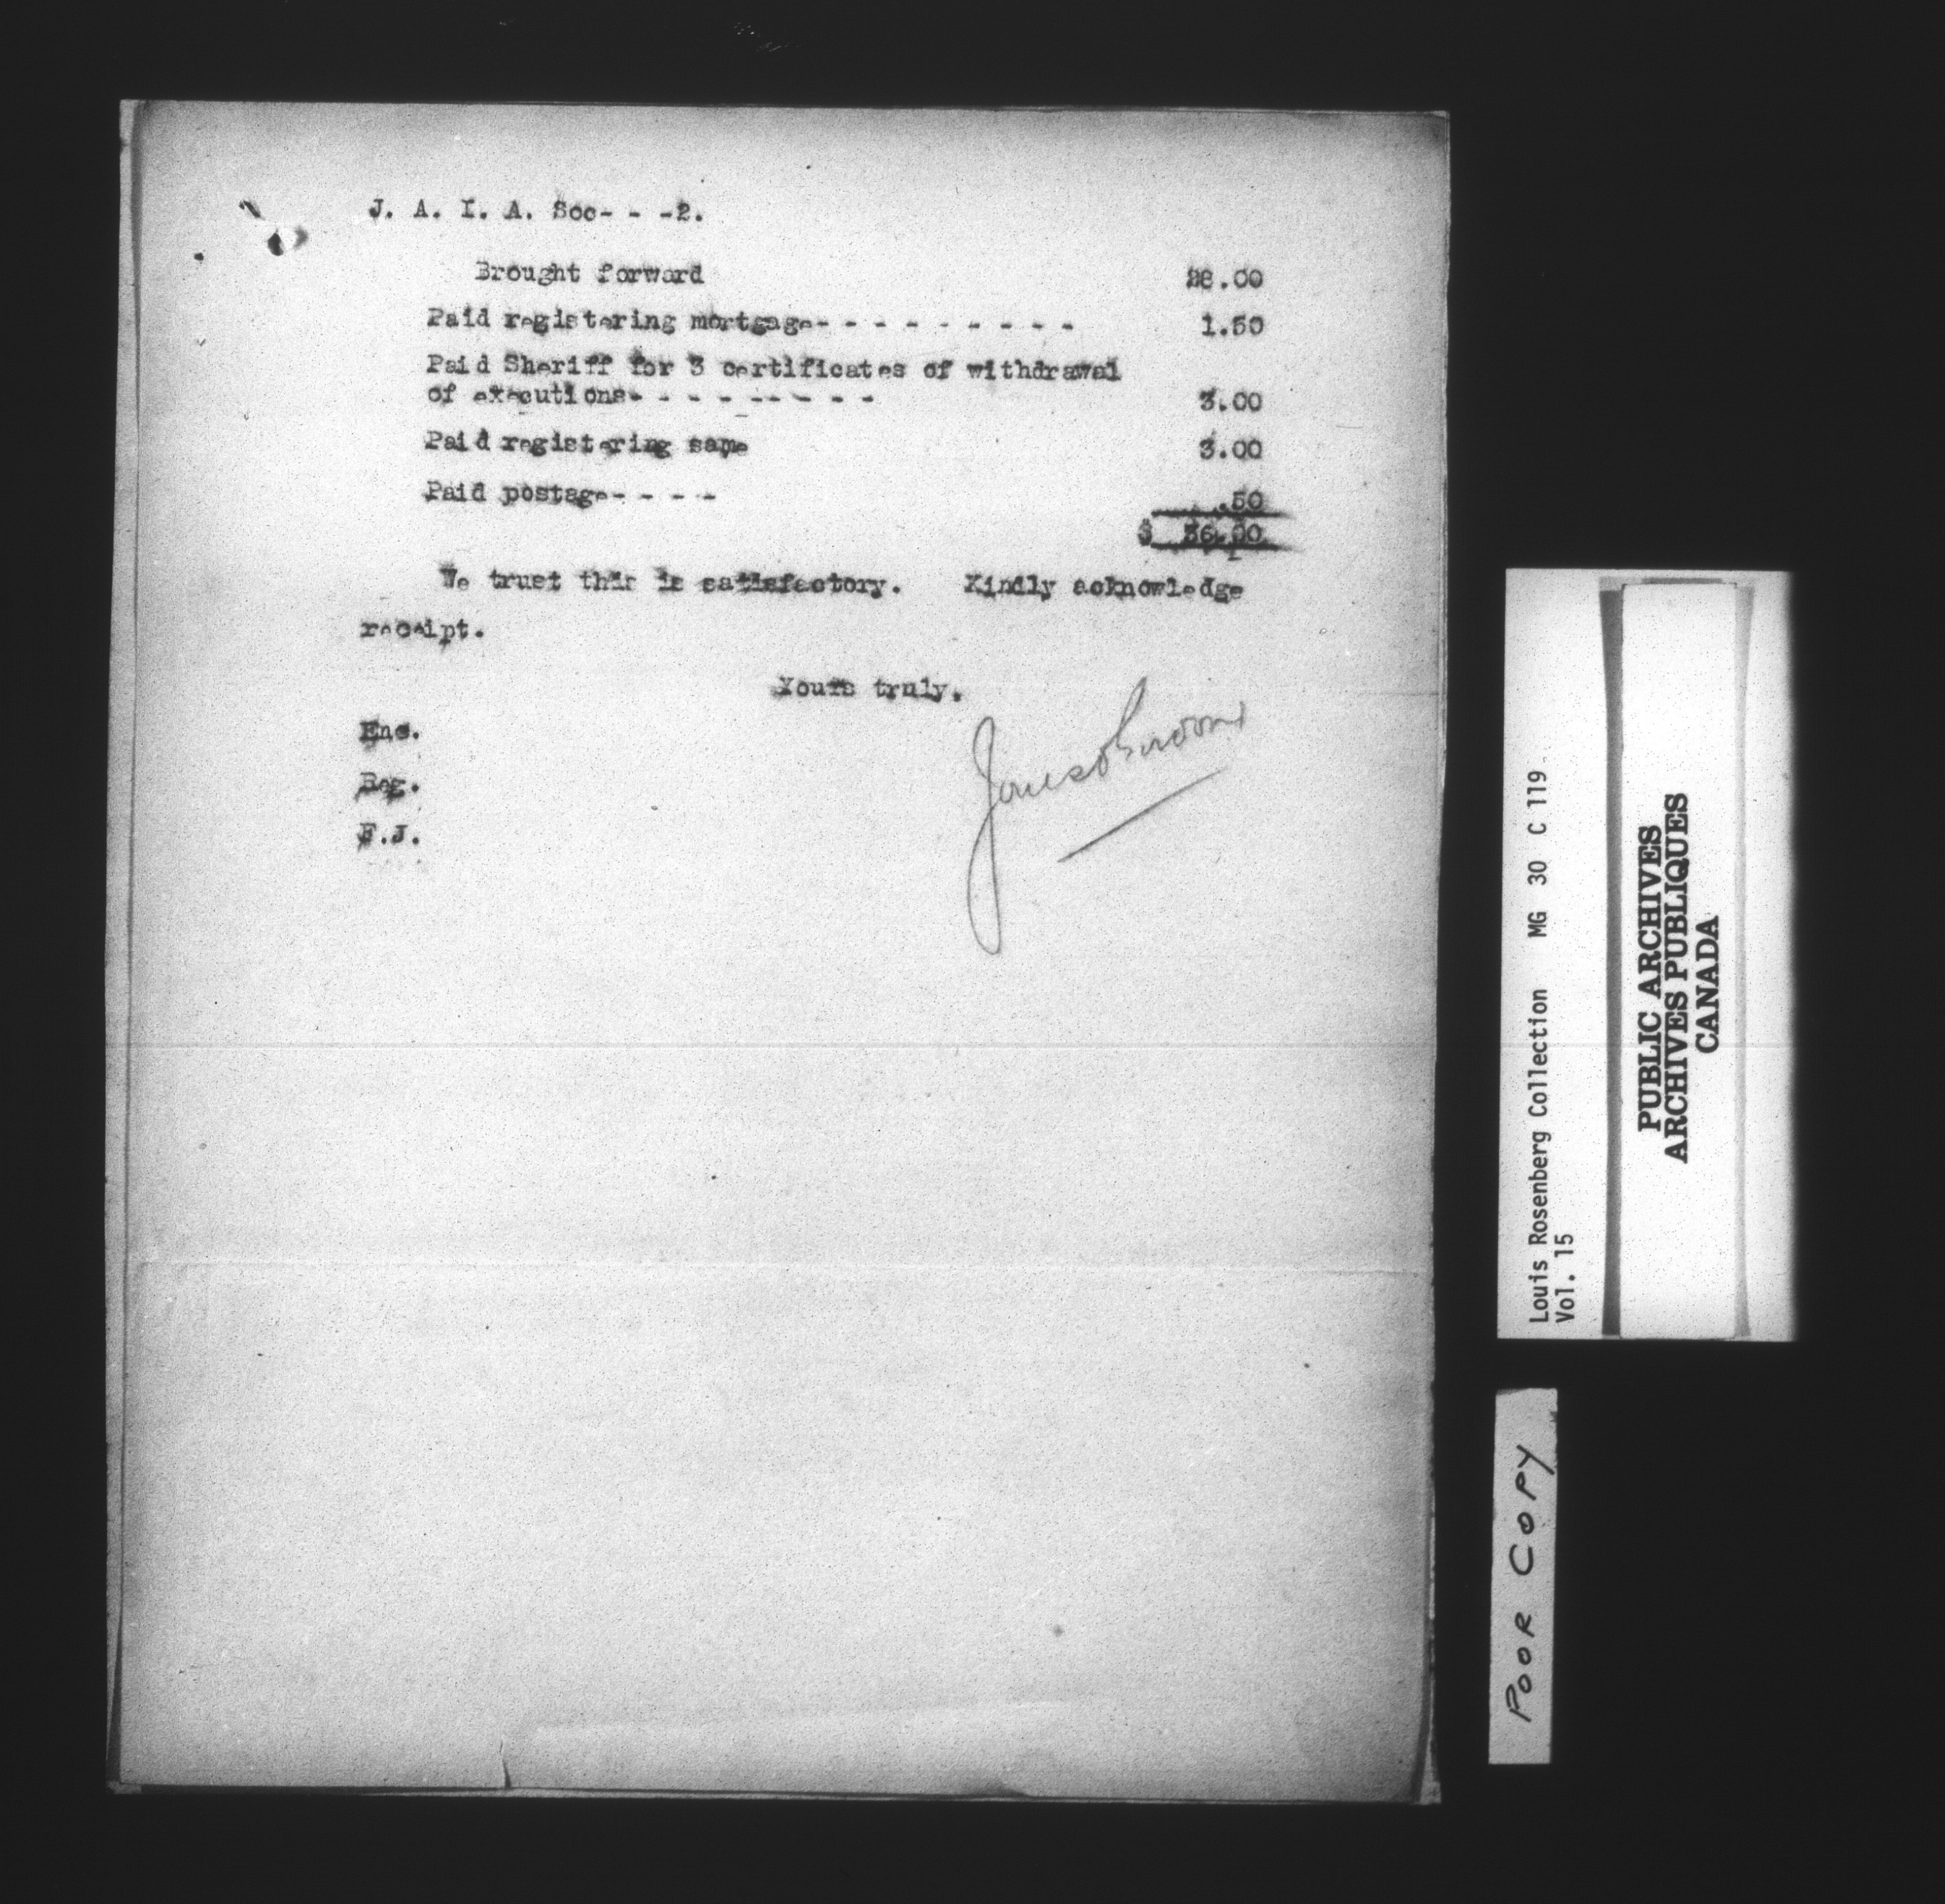 J. A. I. A. Soc- - -2.
Brought forward 28.00
Paid registering mortgage- - - - - - - - - - 1.50
Paid Sheriff for 3 certificates of withdrawal
of executions- - - - - - - - - 3.00
Paid registering same 3.00
Paid postage- - - - .50
$ 36.00
We trust this is satisfactory. Kindly acknowledge
receipt.
Yours truly.
Enc.
Reg.
F.J.
Louis Rosenberg Collection MG 30 C 119
Vol. 15
PUBLIC ARCHIVES
ARCHIVES PUBLIQUES
CANADA
POOR COPY